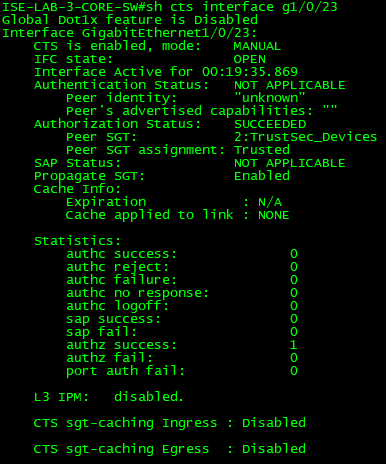 ISE-LAB-3-CORE-SW#sh cts interface g1/0/23
Global Dot1x feature is Disabled
Interface GigabitEthernet1/0/23:
CTS is enabled, mode: MANUAL
IFC state: OPEN
Interface Active for 00:19:35.869
Authentication Status: NOT APPLICABLE
Peer identity: "unknown"
Peer's advertised capabilities: ""
Authorization Status: SUCCEEDED
Peer SGT: 2:TrustSec_Devices
Peer SGT assignment: Trusted
SAP Status: NOT APPLICABLE
Propagate SGT: Enabled
Cache Info:
Expiration : N/A
Cache applied to link : NONE
Statistics:
authc success: 0
authc reject: 0
authc failure: 0
authc no response: 0
authc logoff: 0
sap success: 0
sap fail: 0
authz success: 1
authz fail: 0
port auth fail: 0
L3 IPM: disabled.
CTS sgt-caching Ingress : Disabled
CTS sgt-caching Egress : Disabled